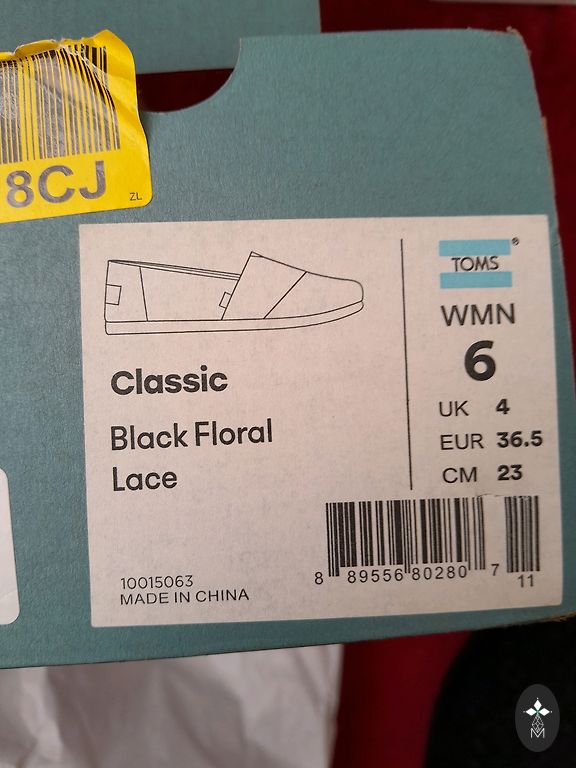 8CJ
ZL
TOMS®
WMN
6
UK 4
EUR 36.5
CM 23
Classic
Black Floral
Lace
10015063
MADE IN CHINA
8 89556 80280 7 11
M